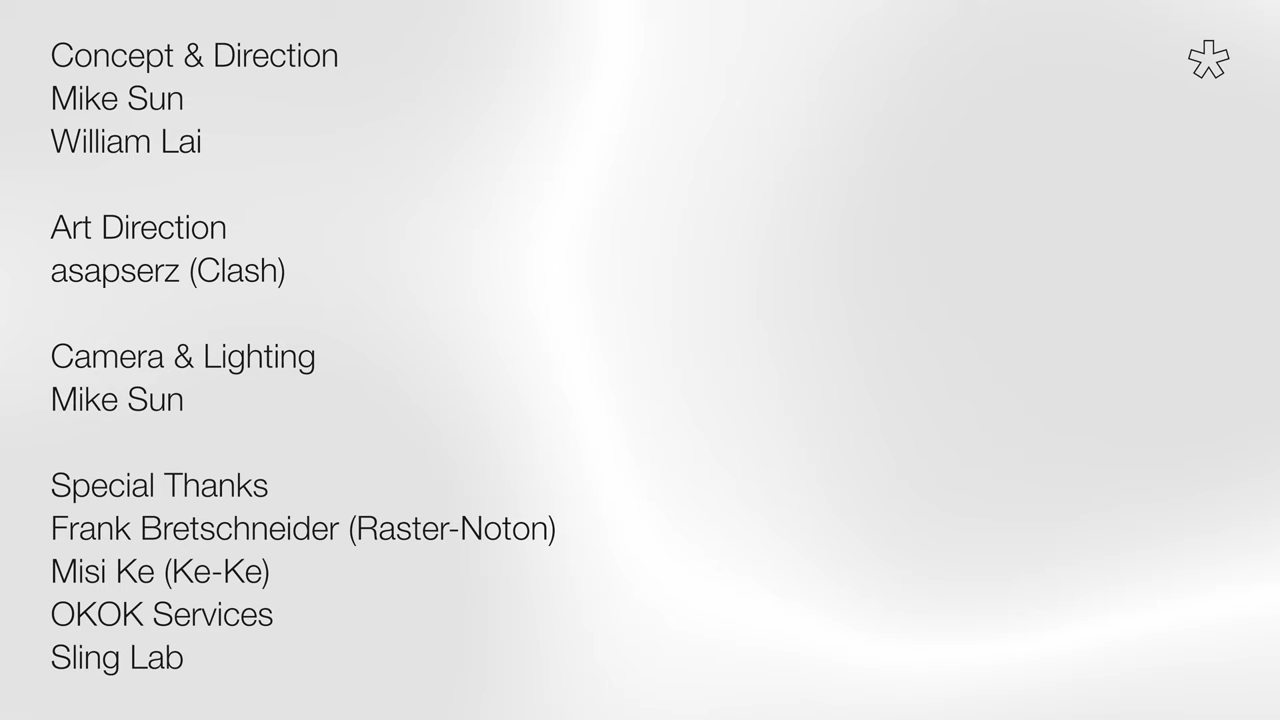 Concept & Direction
Mike Sun
William Lai
Art Direction
asapserz (Clash)
Camera & Lighting
Mike Sun
Special Thanks
Frank Bretschneider (Raster-Noton)
Misi Ke (Ke-Ke)
OKOK Services
Sling Lab